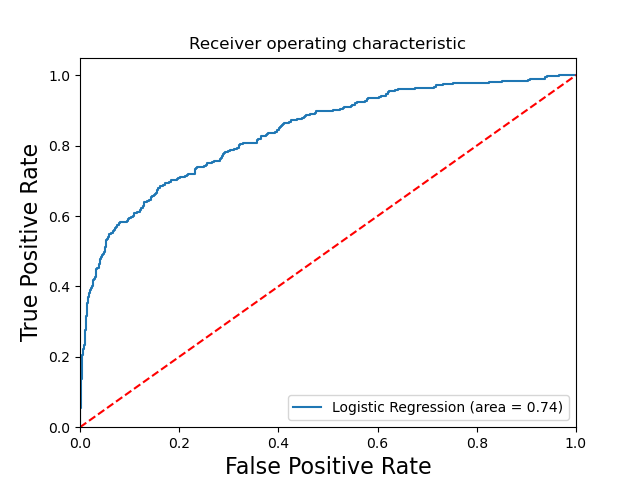 Receiver operating characteristic
True Positive Rate
1.0
0.8
0.6
0.4
0.2
0.0
Logistic Regression (area = 0.74)
0.0 0.2 0.4 0.6 0.8 1.0
False Positive Rate